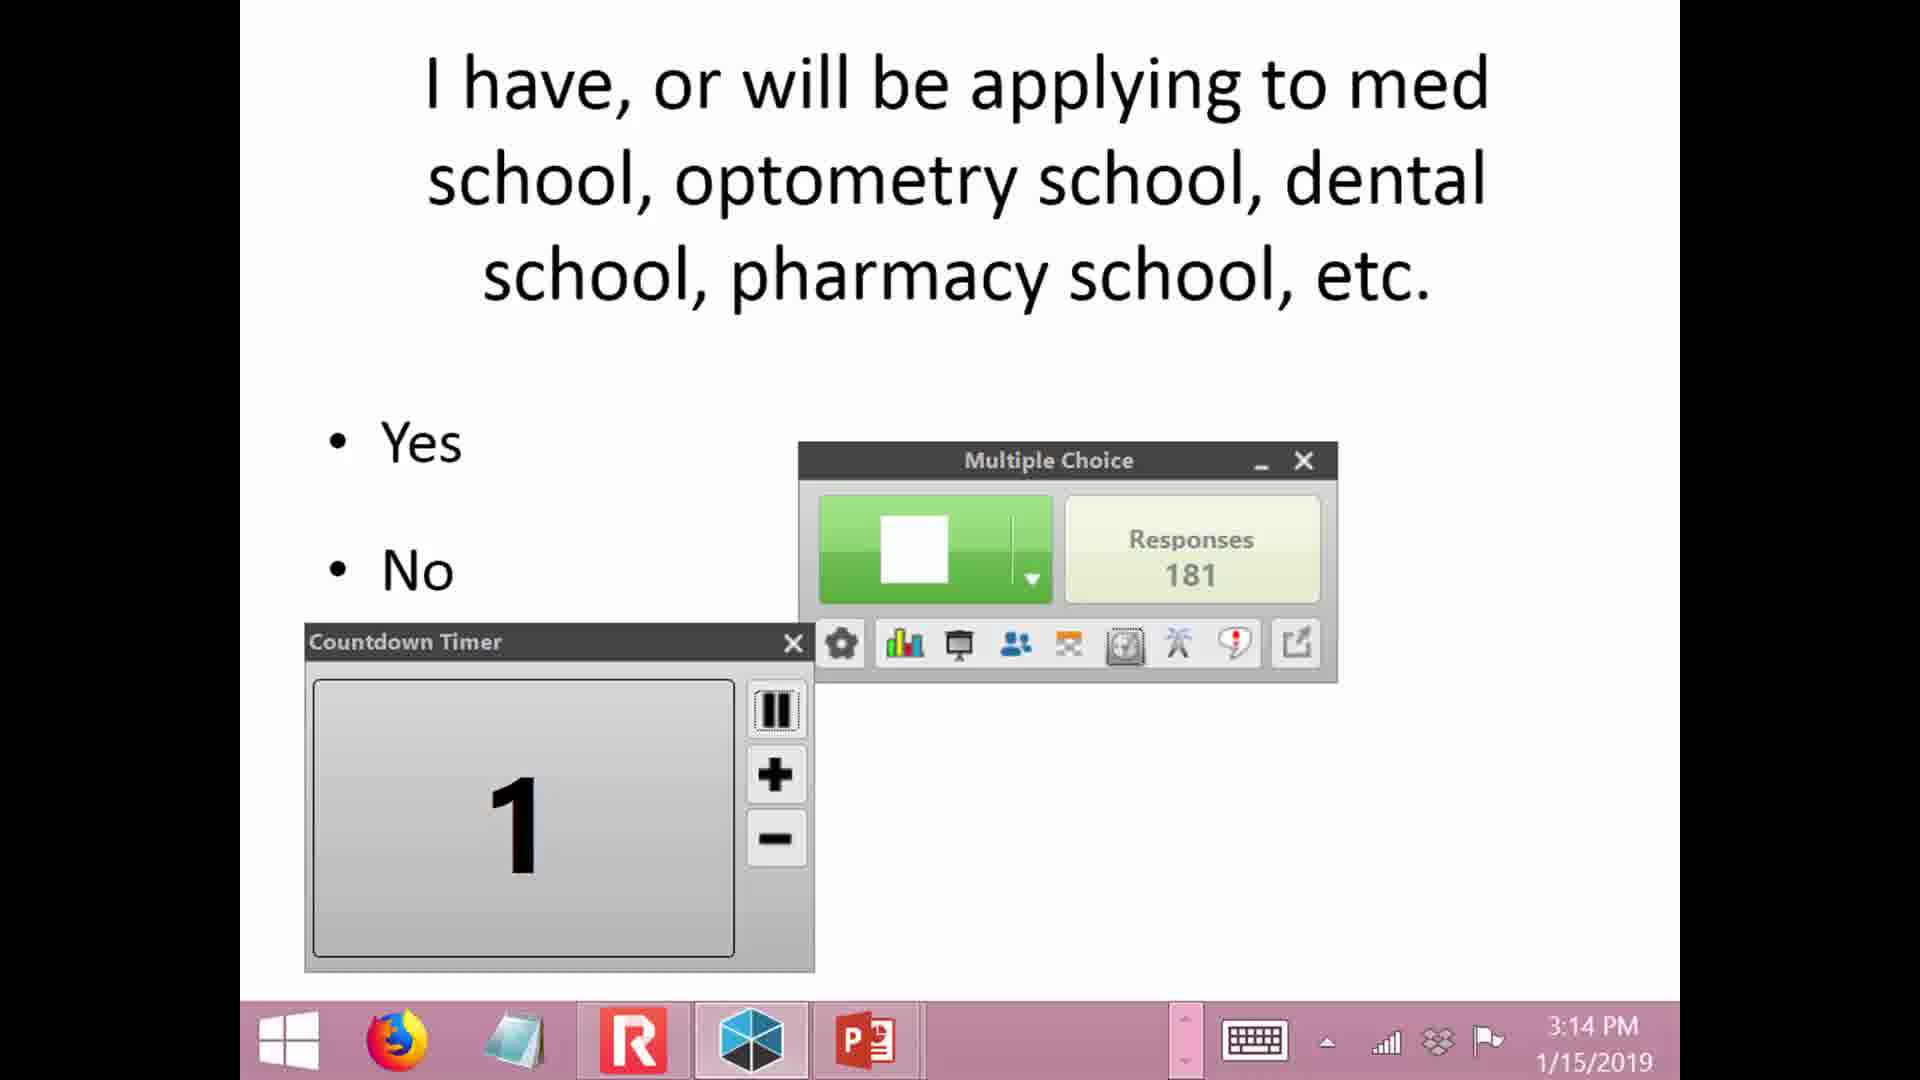 I have, or will be applying to med
school, optometry school, dental
school, pharmacy school, etc.
• Yes
• No
Multiple Choice
Responses
181
Countdown Timer
1
3:14 PM
1/15/2019